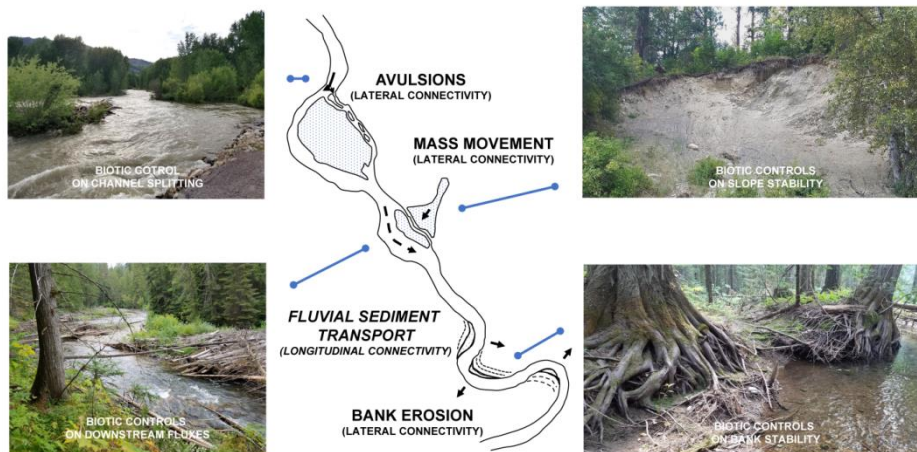 AVULSIONS
(LATERAL CONNECTIVITY)
MASS MOVEMENT
(LATERAL CONNECTIVITY)
BIOTIC COTROL
ON CHANNEL SPLITTING
BIOTIC CONTROLS
ON SLOPE STABILITY
FLUVIAL SEDIMENT
TRANSPORT
(LONGITUDINAL CONNECTIVITY)
BANK EROSION
(LATERAL CONNECTIVITY)
BIOTIC CONTROLS
ON DOWNSTREAM FLUXES
BIOTIC CONTROLS
ON BANK STABILITY